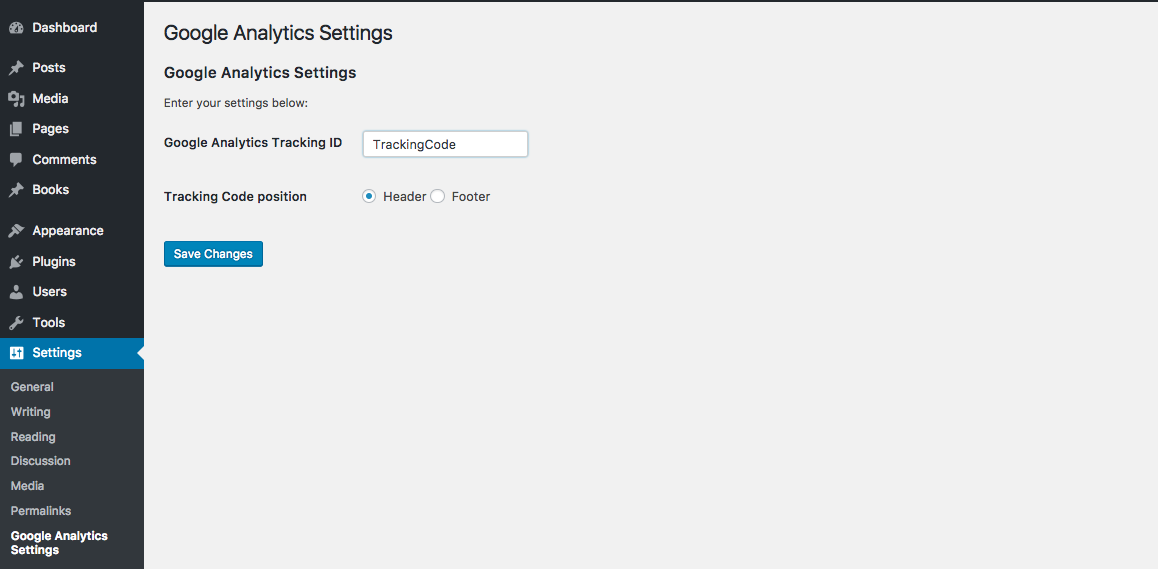 Dashboard
Posts
Media
Pages
Comments
Books
Appearance
Plugins
Users
Tools
Settings
General
Writing
Reading
Discussion
Media
Permalinks
Google Analytics
Settings
Google Analytics Settings
Google Analytics Settings
Enter your settings below:
Google Analytics Tracking ID TrackingCode
Tracking Code position Header Footer
Save Changes